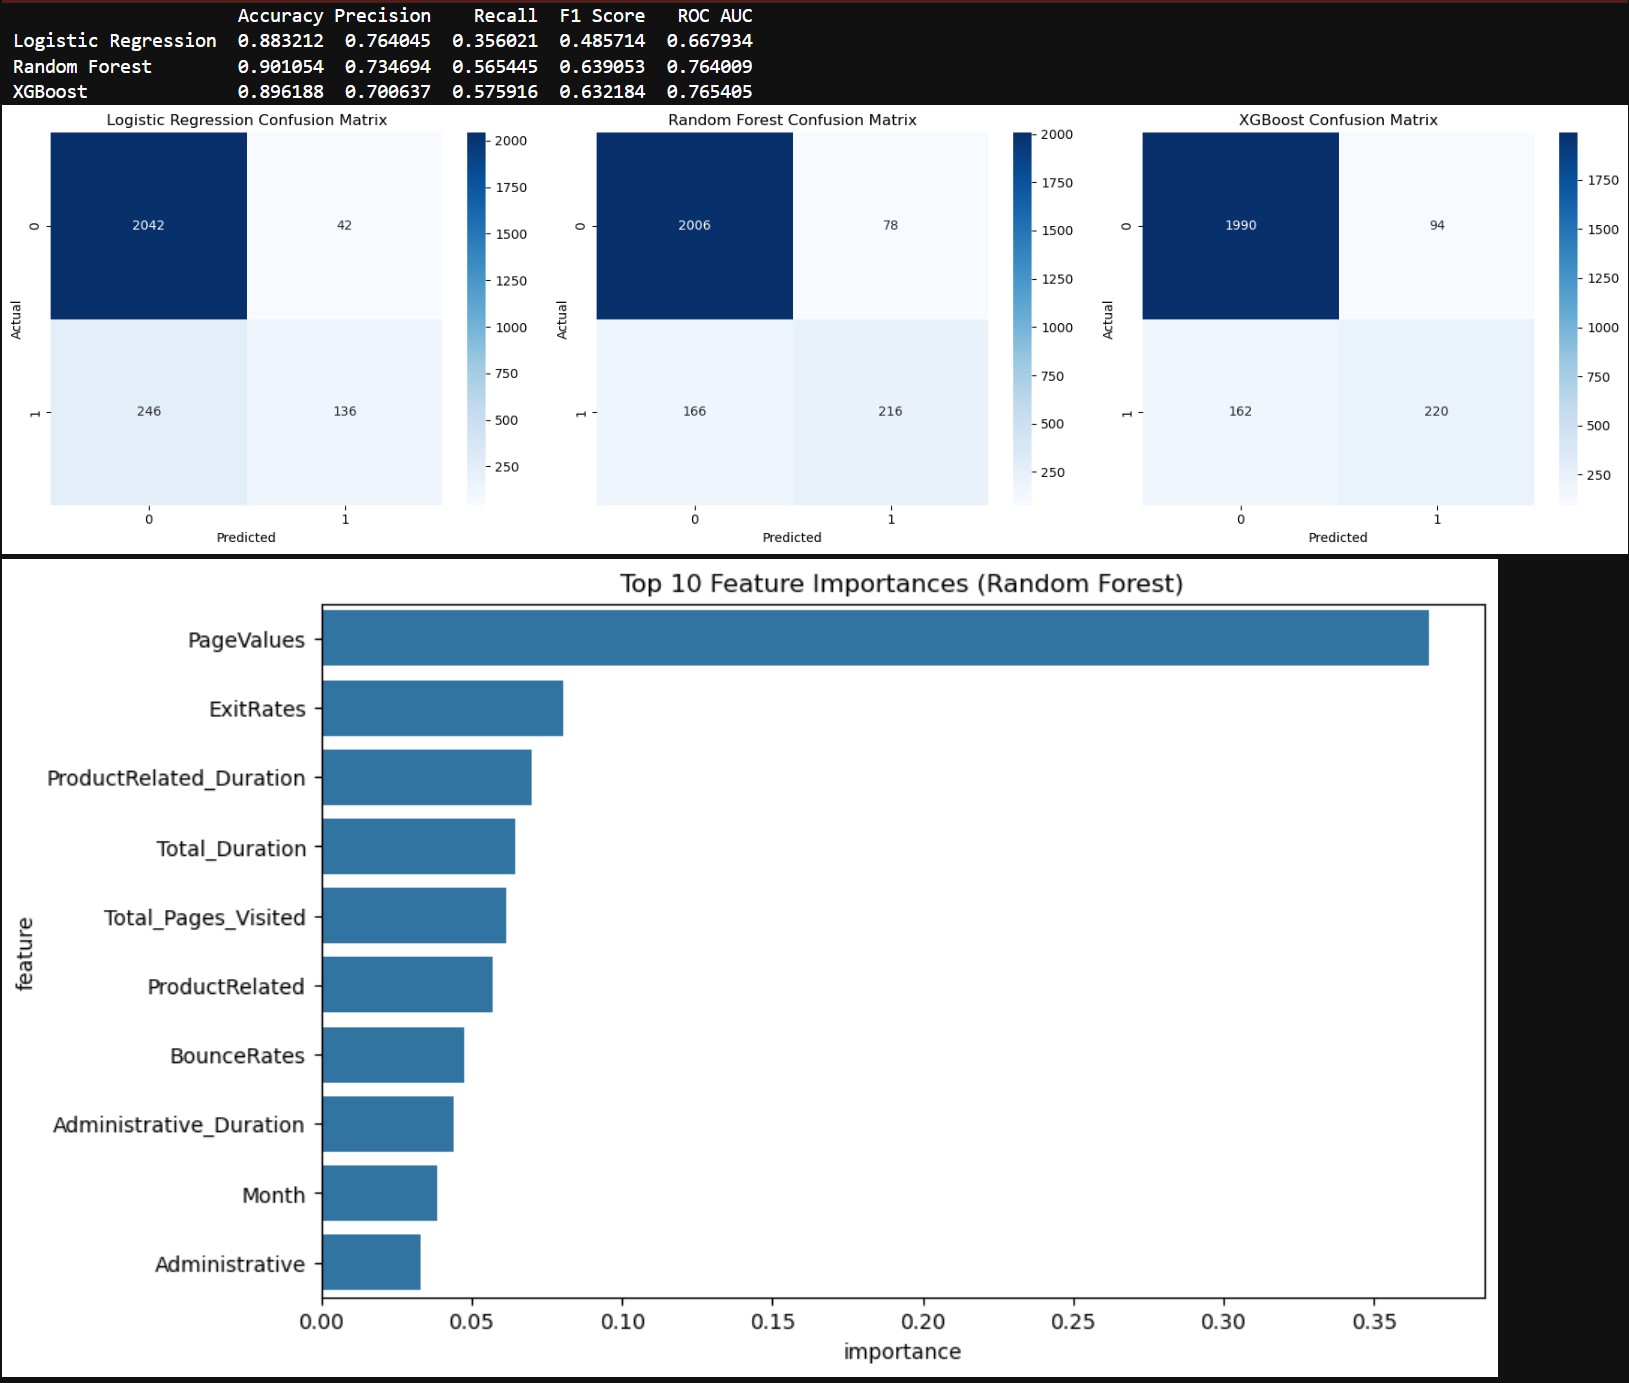 Accuracy Precision Recall F1 Score ROC AUC
Logistic Regression 0.883212 0.764045 0.356021 0.485714 0.667934
Random Forest 0.901054 0.734694 0.565445 0.639053 0.764009
XGBoost 0.896188 0.700637 0.575916 0.632184 0.765405
Logistic Regression Confusion Matrix
2042 42
246 136
0
1
Actual
0 1
Predicted
2000
1750
1500
1250
1000
750
500
250
Random Forest Confusion Matrix
2006 78
166 216
0
1
Actual
0 1
Predicted
2000
1750
1500
1250
1000
750
500
250
XGBoost Confusion Matrix
1990 94
162 220
0
1
Actual
0 1
Predicted
1750
1500
1250
1000
750
500
250
Top 10 Feature Importances (Random Forest)
PageValues
ExitRates
ProductRelated_Duration
Total_Duration
Total_Pages_Visited
ProductRelated
BounceRates
Administrative_Duration
Month
Administrative
feature
0.00 0.05 0.10 0.15 0.20 0.25 0.30 0.35
importance